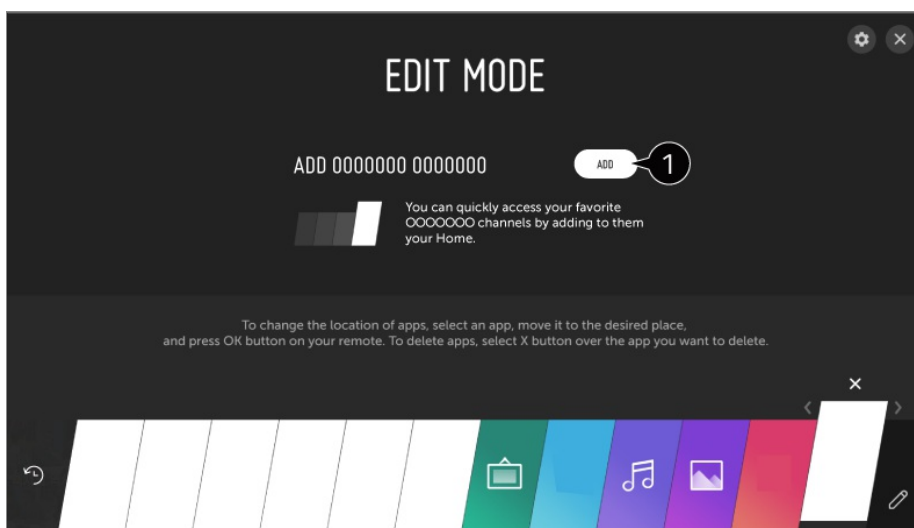 EDIT MODE
ADD OOOOOOO OOOOOOO
ADD
1
You can quickly access your favorite
OOOOOOO channels by adding to them
your Home.
To change the location of apps, select an app, move it to the desired place,
and press OK button on your remote. To delete apps, select X button over the app you want to delete.